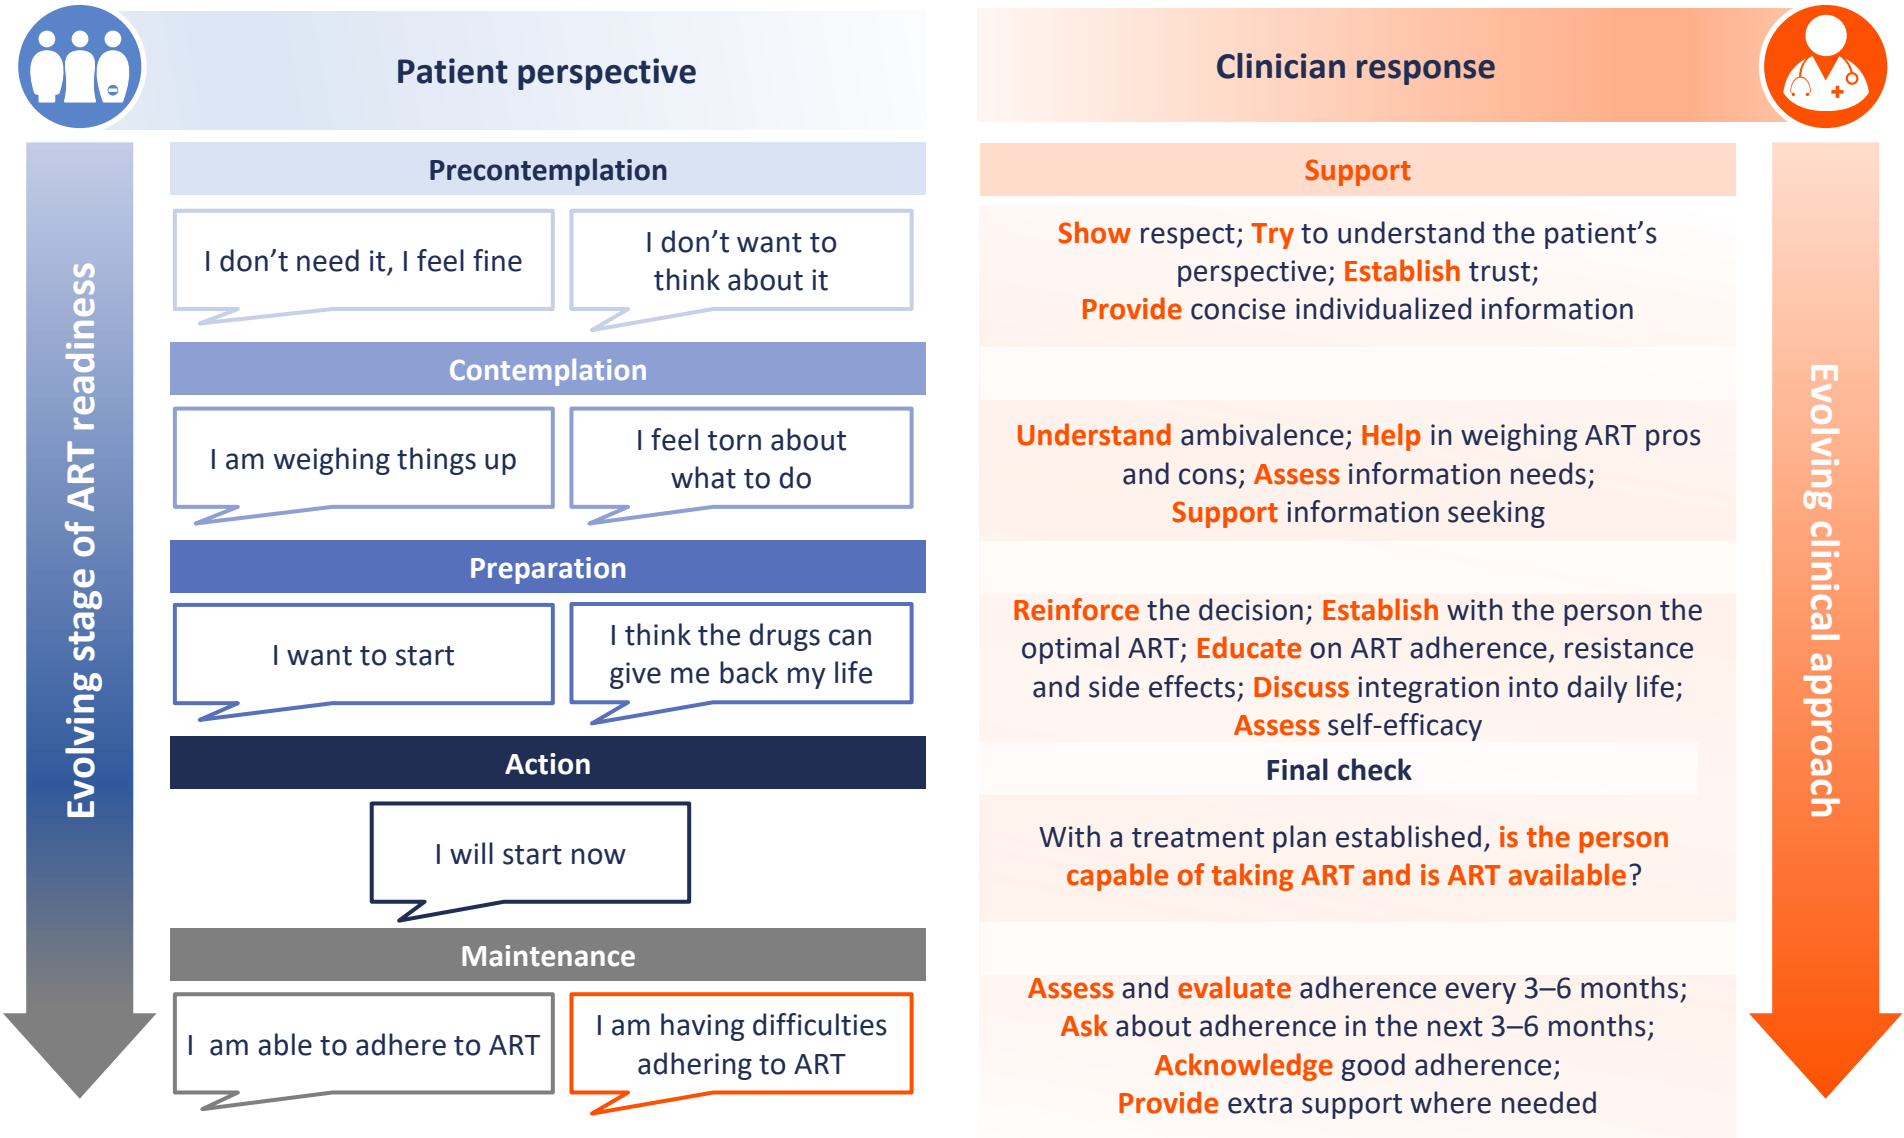 Patient perspective
Clinician response
Evolving stage of ART readiness
Precontemplation
I don't need it, I feel fine
I don't want to
think about it
Contemplation
I am weighing things up
I feel torn about
what to do
Preparation
I want to start
I think the drugs can
give me back my life
Action
I will start now
Maintenance
I  am able to adhere to ART
I am having difficulties
adhering to ART
Support
Show respect; Try to understand the patient's
perspective; Establish trust;
Provide concise individualized information
Understand ambivalence; Help in weighing ART pros
and cons; Assess information needs;
Support information seeking
Reinforce the decision; Establish with the person the
optimal ART; Educate on ART adherence, resistance
and side effects; Discuss integration into daily life;
Assess self-efficacy
Final check
With a treatment plan established, is the person
capable of taking ART and is ART available?
Assess and evaluate adherence every 3–6 months;
Ask about adherence in the next 3–6 months;
Acknowledge good adherence;
Provide extra support where needed
Evolving clinical approach